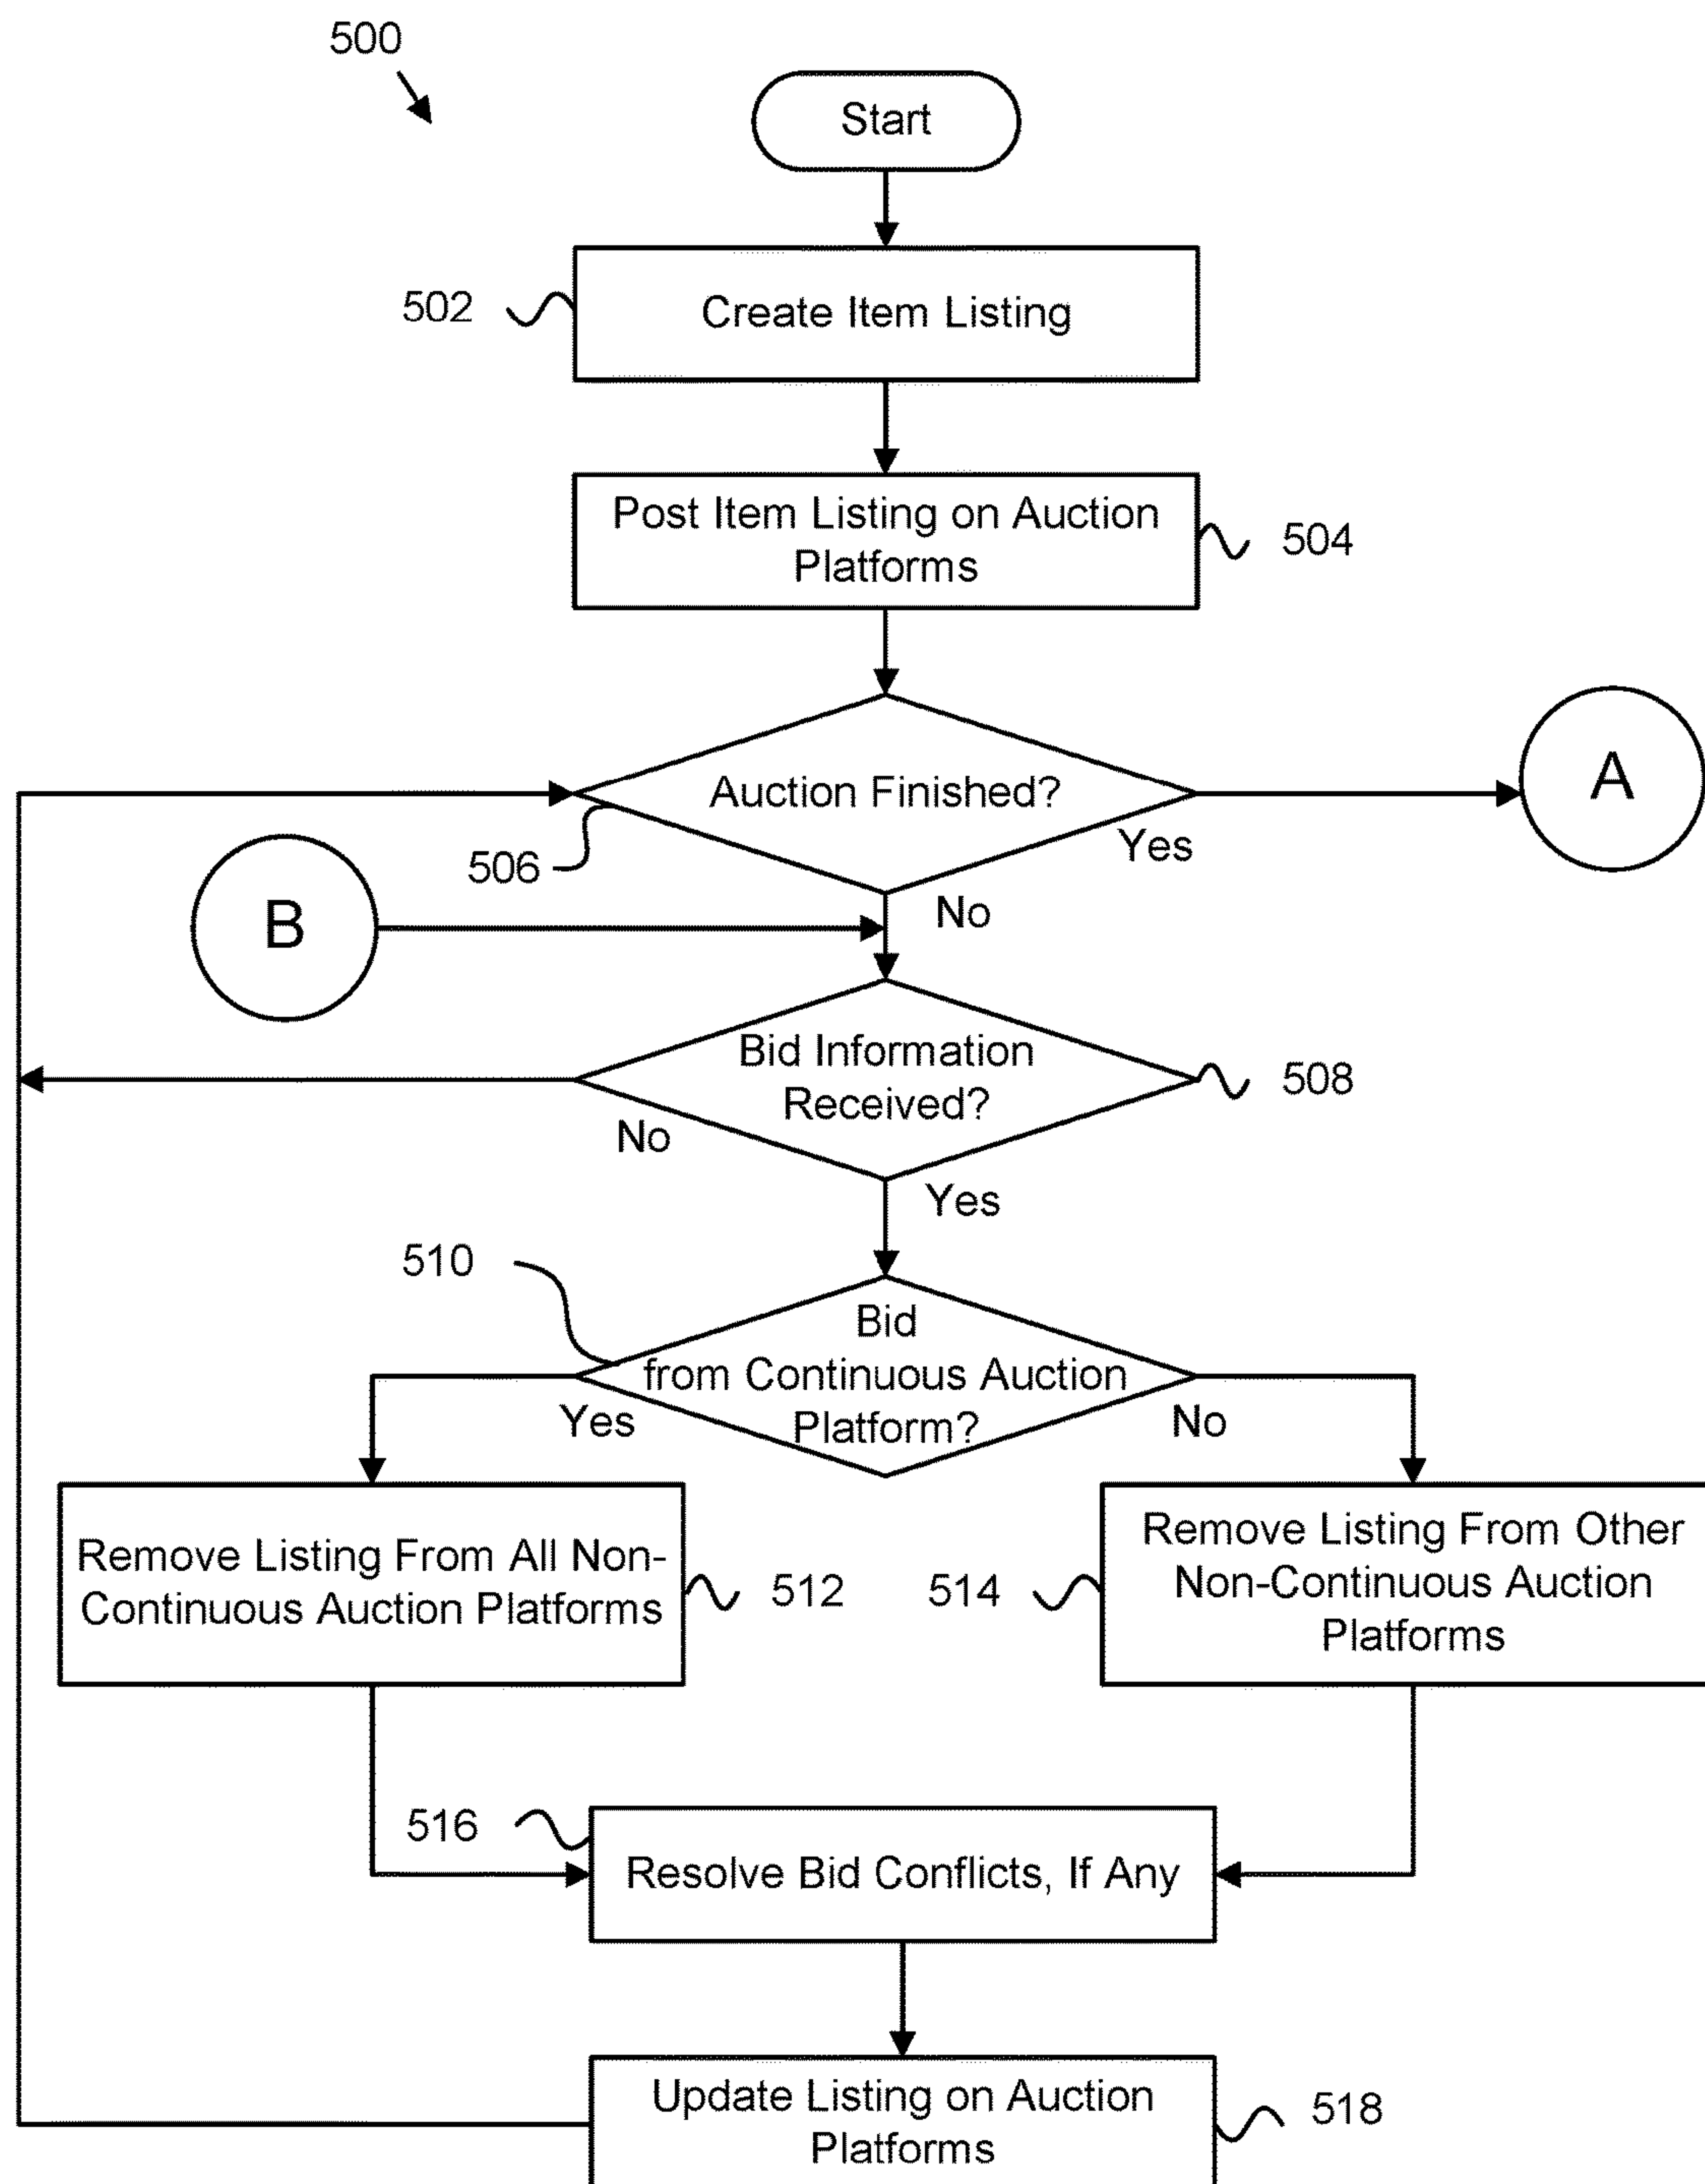 500
Start
502
Create Item Listing
Post Item Listing on Auction
Platforms
504
Auction Finished?
A
Yes
506
B
No
Bid Information
Received?
508
No
Yes
510
Bid
from Continuous Auction
Platform?
Yes
No
Remove Listing From All Non-
Continuous Auction Platforms
512
514
Remove Listing From Other
Non-Continuous Auction
Platforms
516
Resolve Bid Conflicts, If Any
Update Listing on Auction
Platforms
518